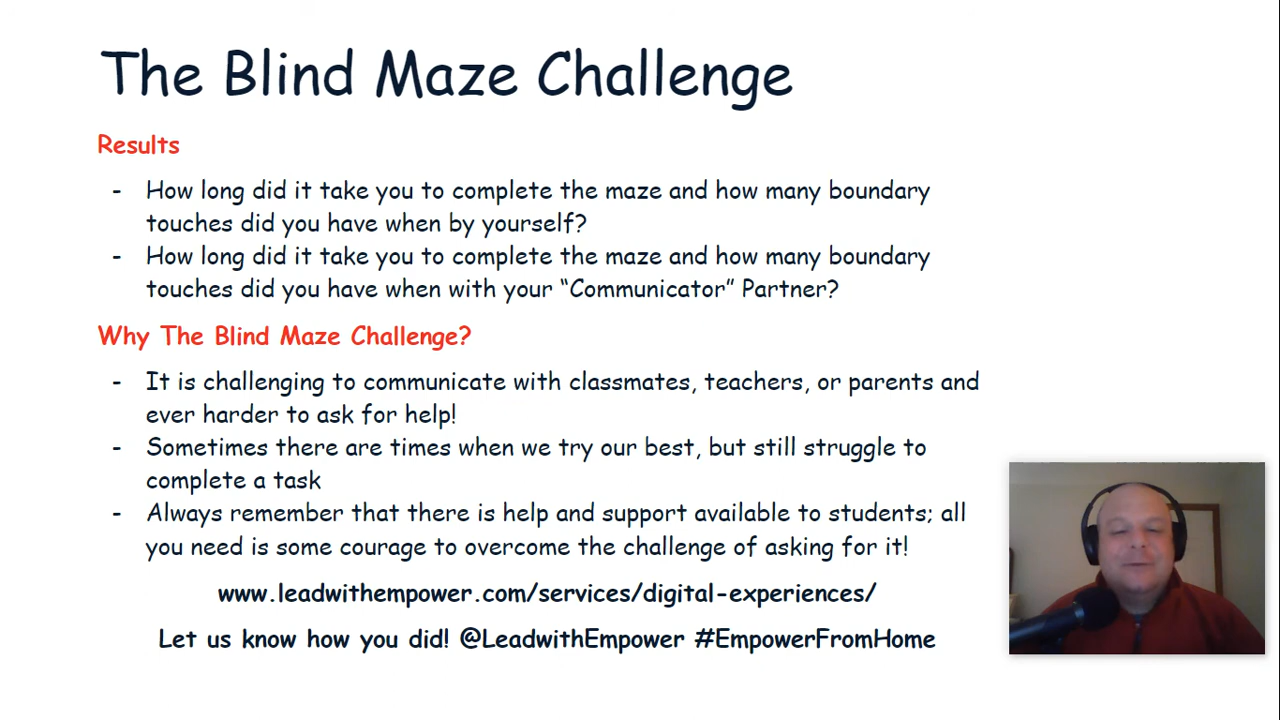 The Blind Maze Challenge
Results
- How long did it take you to complete the maze and how many boundary
touches did you have when by yourself?
- How long did it take you to complete the maze and how many boundary
touches did you have when with your “Communicator” Partner?
Why The Blind Maze Challenge?
- It is challenging to communicate with classmates, teachers, or parents and
ever harder to ask for help!
- Sometimes there are times when we try our best, but still struggle to
complete a task
- Always remember that there is help and support available to students; all
you need is some courage to overcome the challenge of asking for it!
www.leadwithempower.com/services/digital-experiences/
Let us know how you did! @LeadwithEmpower #EmpowerFromHome